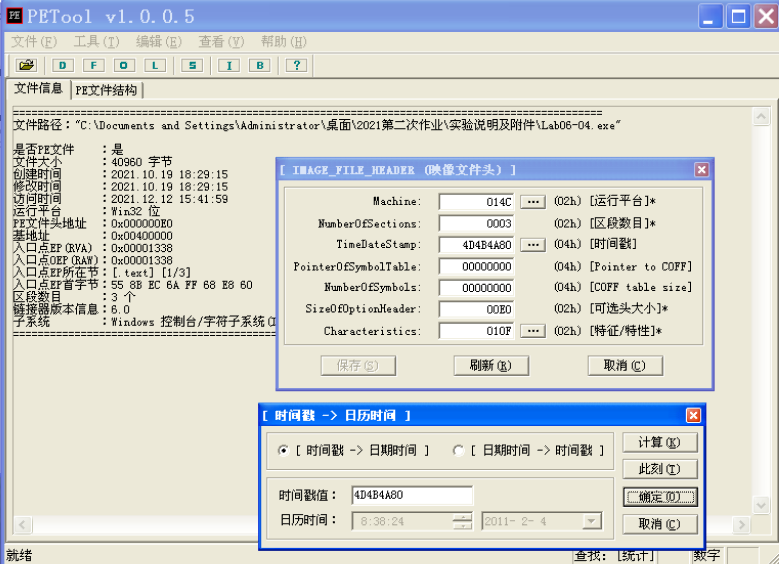 PETool v1.0.0.5
文件(F) 工具(T) 编辑(E) 查看(V) 帮助(H)
D F O L S I B ?
文件信息 PE文件结构
文件路径："C:\Documents and Settings\Administrator\桌面\2021第二次作业\实验说明及附件\Lab06-04.exe"
是否PE文件 ：是
文件大小 ：40960 字节
创建时间 ：2021.10.19 18:29:15
修改时间 ：2021.10.19 18:29:15
访问时间 ：2021.12.12 15:41:59
运行平台 ：Win32 位
PE文件头地址 ：0x000000E0
基地址 ：0x00400000
入口点EP(RVA) ：0x00001338
入口点OEP(RAW)：0x00001338
入口点EP所在节：[.text] [1/3]
入口点EP首字节：55 8B EC 6A FF 68 E8 60
区段数目 ：3 个
链接器版本信息：6.0
子系统 ：Windows 控制台/字符子系统(I
[ IMAGE_FILE_HEADER (映像文件头) ]
Machine: 014C ... (02h) [运行平台]*
NumberOfSections: 0003 (02h) [区段数目]*
TimeDateStamp: 4D4B4A80 ... (04h) [时间戳]
PointerOfSymbolTable: 00000000 (04h) [Pointer to COFF]
NumberOfSymbols: 00000000 (04h) [COFF table size]
SizeOfOptionHeader: 00E0 (02h) [可选头大小]*
Characteristics: 010F ... (02h) [特征/特性]*
保存(S) 刷新(R) 取消(C)
[ 时间戳 -> 日历时间 ]
[ 时间戳 -> 日期时间 ] [ 日期时间 -> 时间戳 ]
计算(K)
此刻(T)
时间戳值： 4D4B4A80
确定(O)
日历时间： 8:38:24 2011- 2- 4
取消(C)
就绪 查找：[统计] 数字